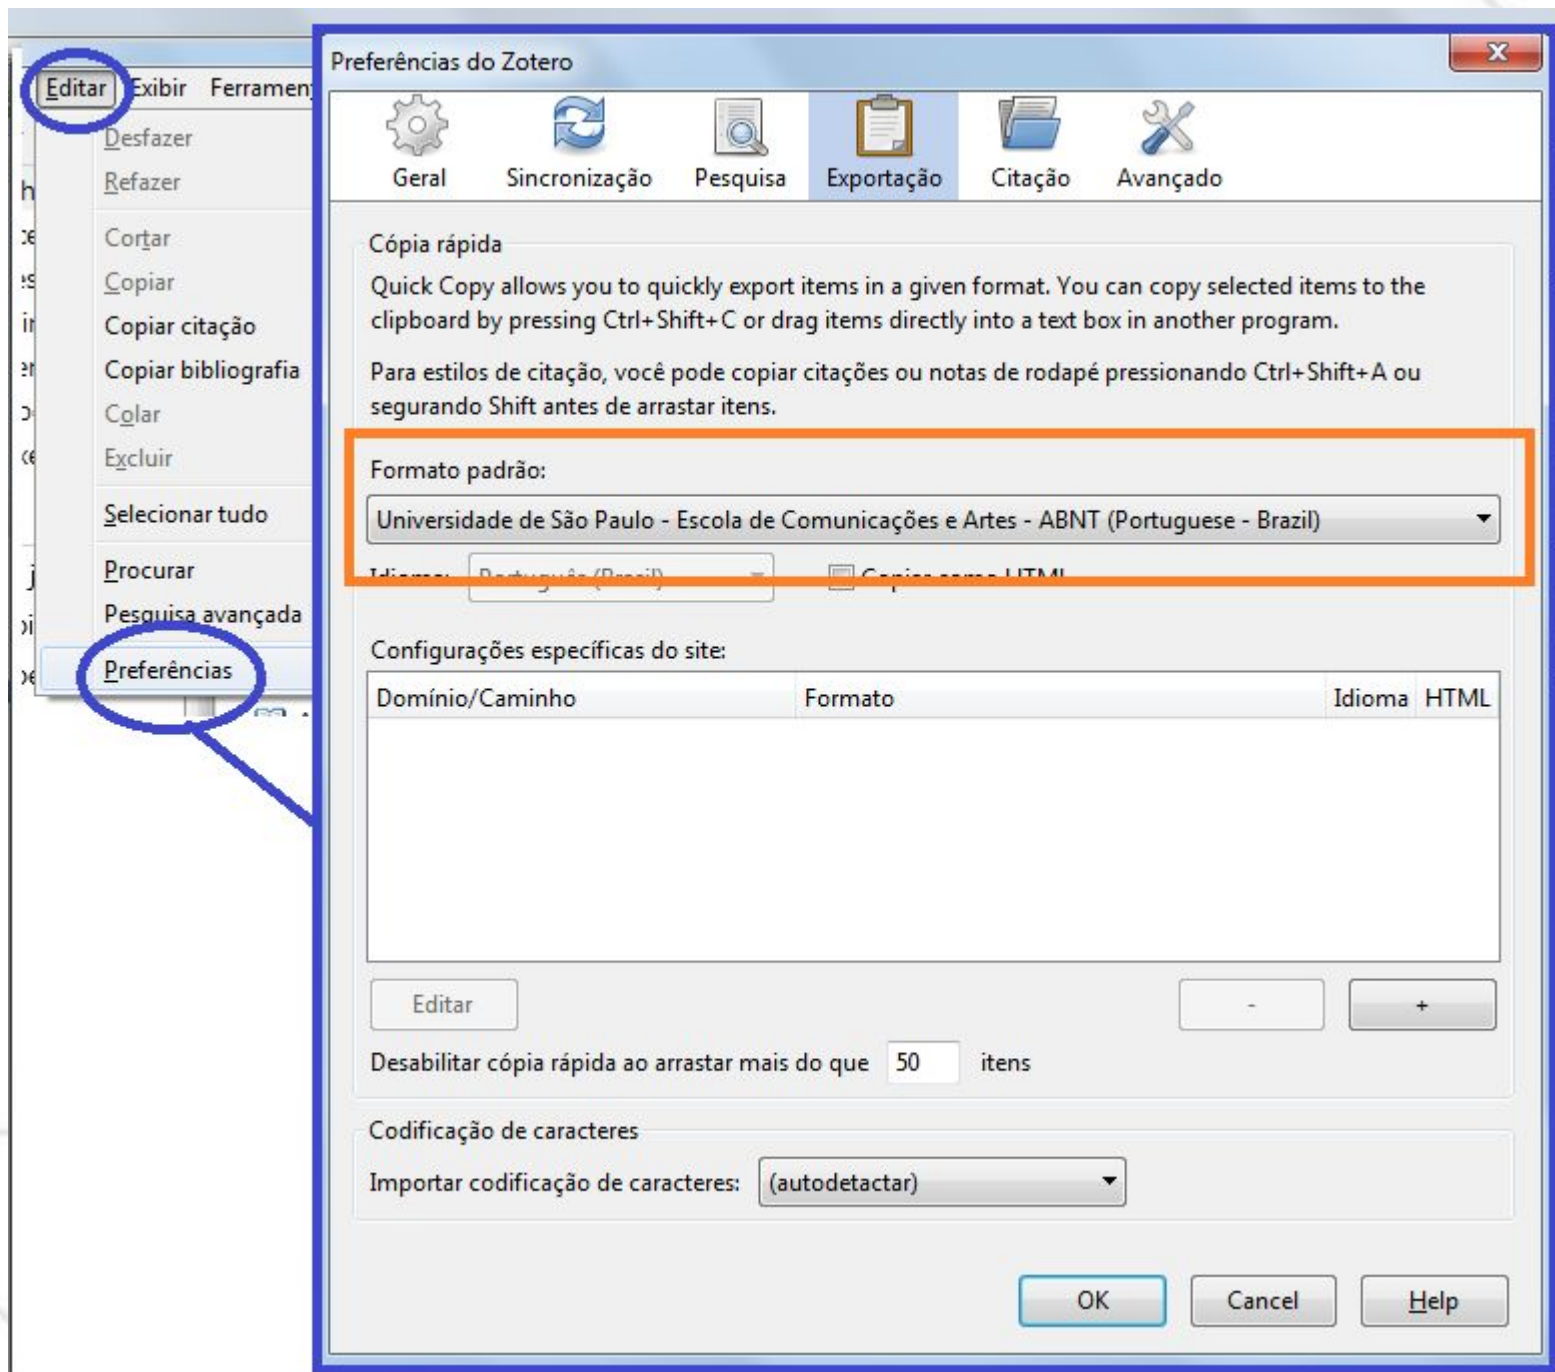 Editar Exibir
Desfazer
Refazer
Cortar
Copiar
Copiar citação
Copiar bibliografia
Colar
Excluir
Selecionar tudo
Procurar
Pesquisa avançada
Preferências
Preferências do Zotero
Geral Sincronização Pesquisa Exportação Citação Avançado
Cópia rápida
Quick Copy allows you to quickly export items in a given format. You can copy selected items to the
clipboard by pressing Ctrl+Shift+C or drag items directly into a text box in another program.
Para estilos de citação, você pode copiar citações ou notas de rodapé pressionando Ctrl+Shift+A ou
segurando Shift antes de arrastar itens.
Formato padrão:
Universidade de São Paulo - Escola de Comunicações e Artes - ABNT (Portuguese - Brazil)
Idioma: Português (Brasil) Copiar como HTML
Configurações específicas do site:
Domínio/Caminho Formato Idioma HTML
Editar - +
Desabilitar cópia rápida ao arrastar mais do que 50 itens
Codificação de caracteres
Importar codificação de caracteres: (autodetactar)
OK Cancel Help